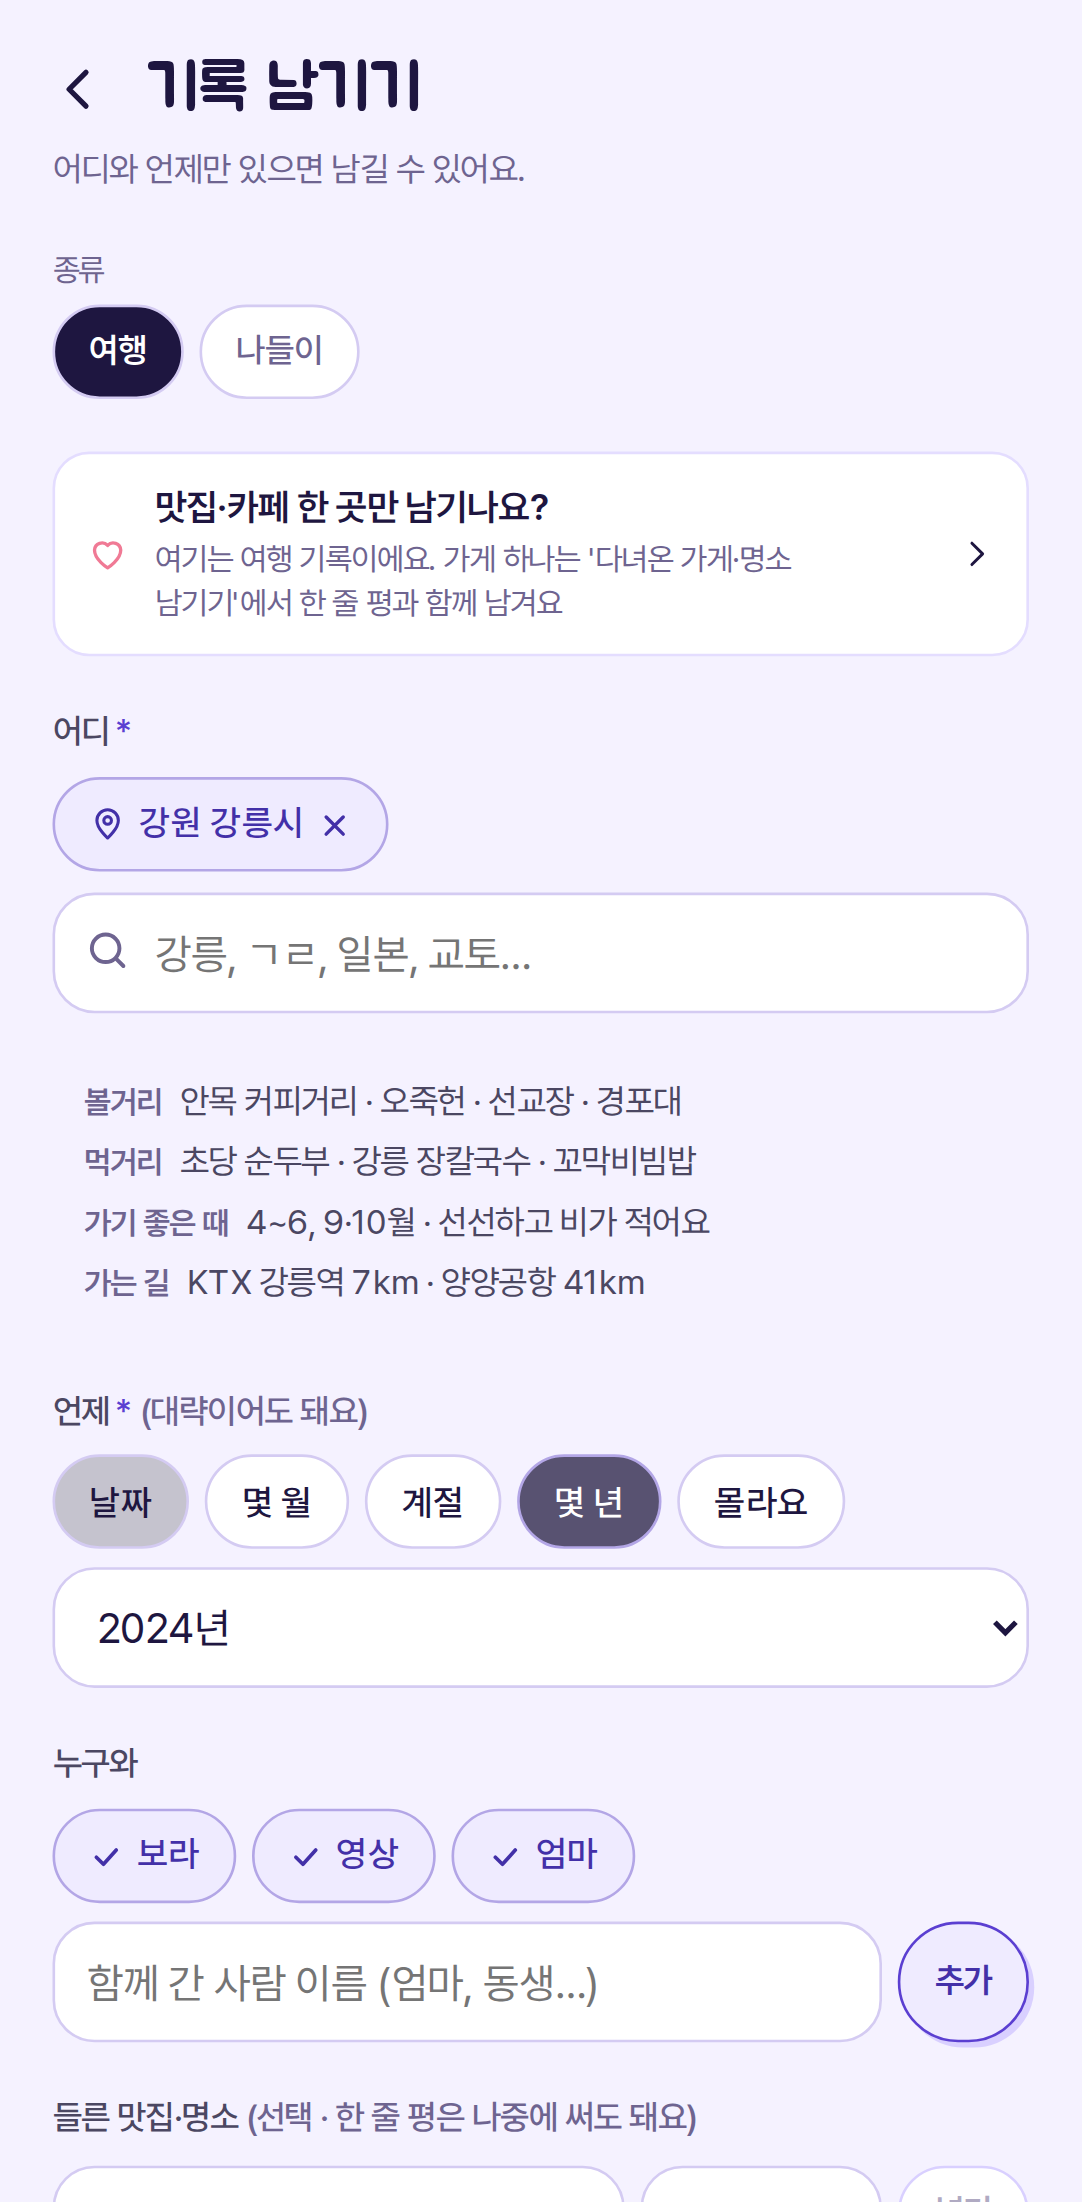 기록 남기기
어디와 언제만 있으면 남길 수 있어요.
종류
여행 나들이
맛집·카페 한 곳만 남기나요?
여기는 여행 기록이에요. 가게 하나는 '다녀온 가게·명소
남기기'에서 한 줄 평과 함께 남겨요
어디 *
강원 강릉시
강릉, ㄱㄹ, 일본, 교토...
볼거리 안목 커피거리 · 오죽헌 · 선교장 · 경포대
먹거리 초당 순두부 · 강릉 장칼국수 · 꼬막비빔밥
가기 좋은 때 4~6, 9·10월 · 선선하고 비가 적어요
가는 길 KTX 강릉역 7km · 양양공항 41km
언제 * (대략이어도 돼요)
날짜 몇 월 계절 몇 년 몰라요
2024년
누구와
보라 영상 엄마
함께 간 사람 이름 (엄마, 동생...)
추가
들른 맛집·명소 (선택 · 한 줄 평은 나중에 써도 돼요)